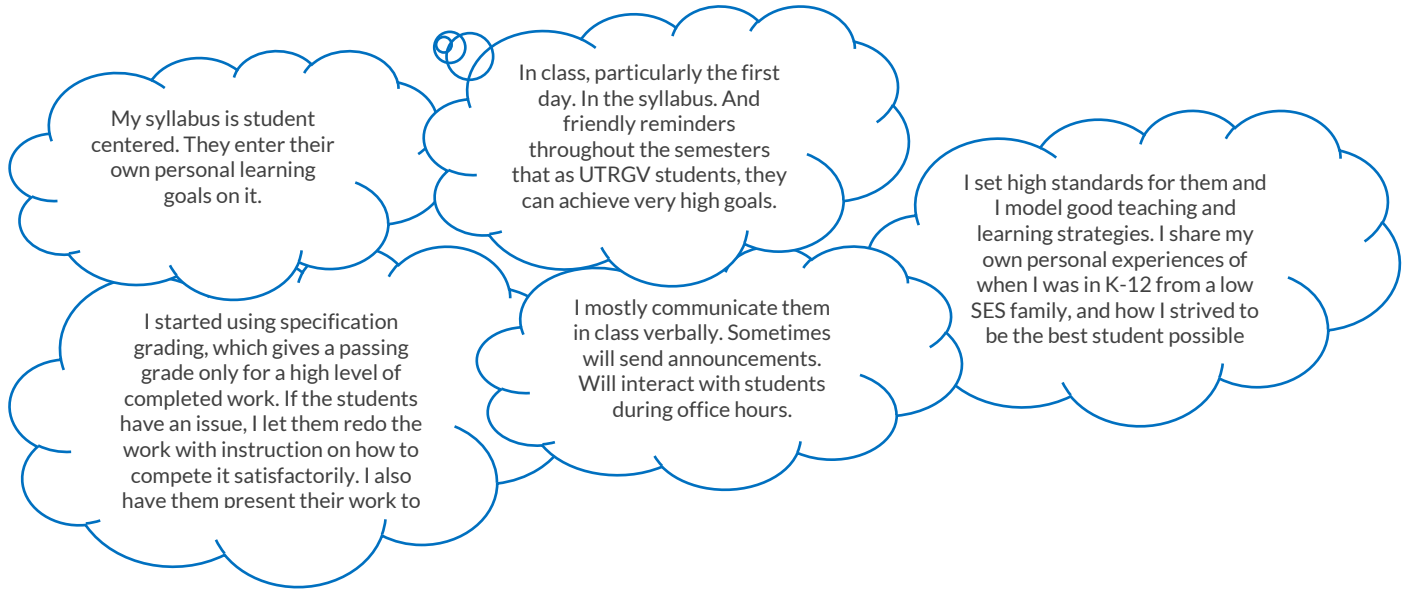 My syllabus is student
centered. They enter their
own personal learning
goals on it.
In class, particularly the first
day. In the syllabus. And
friendly reminders
throughout the semesters
that as UTRGV students, they
can achieve very high goals.
I set high standards for them and
I model good teaching and
learning strategies. I share my
own personal experiences of
when I was in K-12 from a low
SES family, and how I strived to
be the best student possible
I started using specification
grading, which gives a passing
grade only for a high level of
completed work. If the students
have an issue, I let them redo the
work with instruction on how to
compete it satisfactorily. I also
have them present their work to
I mostly communicate them
in class verbally. Sometimes
will send announcements.
Will interact with students
during office hours.